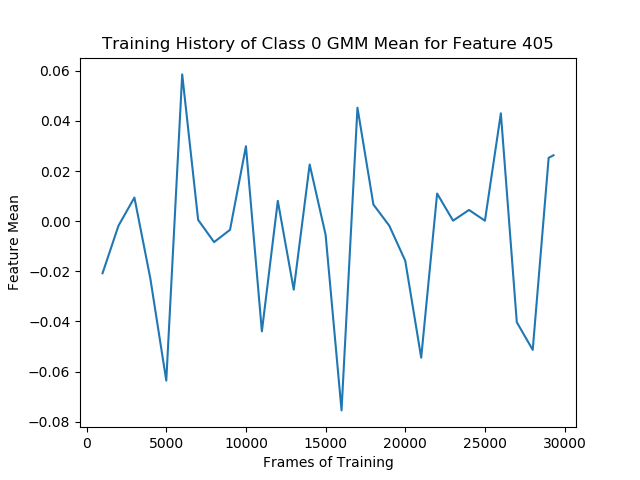 Training History of Class 0 GMM Mean for Feature 405
0.06
0.04
0.02
0.00
−0.02
−0.04
−0.06
−0.08
Feature Mean
0 5000 10000 15000 20000 25000 30000
Frames of Training